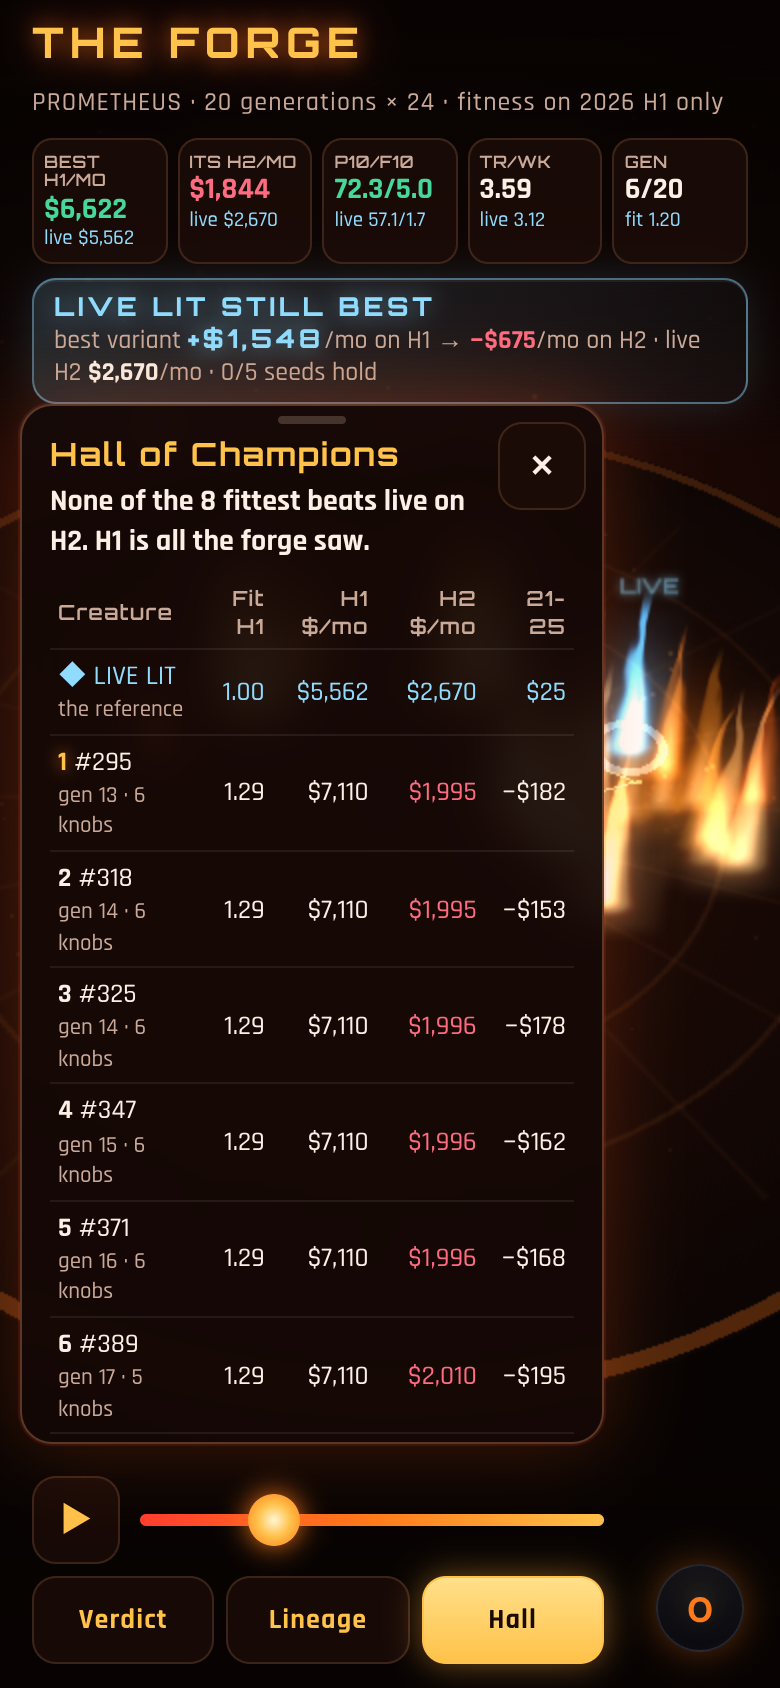 THE FORGE
PROMETHEUS · 20 generations × 24 · fitness on 2026 H1 only
BEST H1/MO
$6,622
live $5,562
ITS H2/MO
$1,844
live $2,670
P10/F10
72.3/5.0
live 57.1/1.7
TR/WK
3.59
live 3.12
GEN
6/20
fit 1.20
LIVE LIT STILL BEST
best variant +$1,548/mo on H1 → −$675/mo on H2 · live
H2 $2,670/mo · 0/5 seeds hold
Hall of Champions
×
None of the 8 fittest beats live on
H2. H1 is all the forge saw.
Creature Fit H1 H1 $/mo H2 $/mo 21-25
◆ LIVE LIT
the reference
1.00 $5,562 $2,670 $25
1 #295
gen 13 · 6
knobs
1.29 $7,110 $1,995 −$182
2 #318
gen 14 · 6
knobs
1.29 $7,110 $1,995 −$153
3 #325
gen 14 · 6
knobs
1.29 $7,110 $1,996 −$178
4 #347
gen 15 · 6
knobs
1.29 $7,110 $1,996 −$162
5 #371
gen 16 · 6
knobs
1.29 $7,110 $1,996 −$168
6 #389
gen 17 · 5
knobs
1.29 $7,110 $2,010 −$195
LIVE
Verdict
Lineage
Hall
O